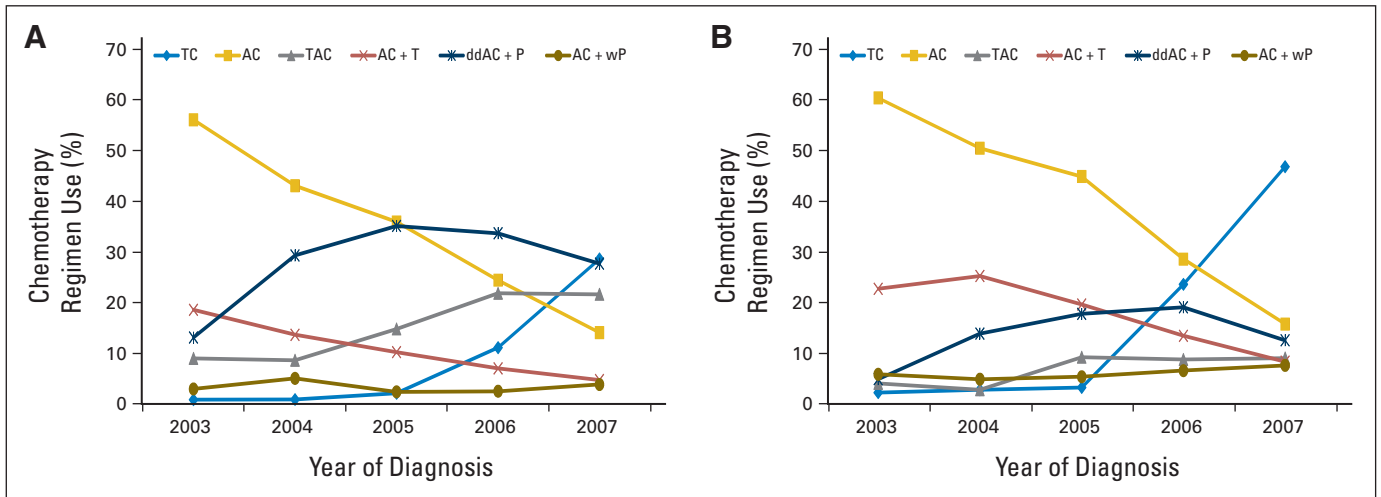 A
70 TC AC TAC AC + T ddAC + P AC + wP
60
50
40
30
20
10
0
Chemotherapy
Regimen Use (%)
2003 2004 2005 2006 2007
Year of Diagnosis
B
70 TC AC TAC AC + T ddAC + P AC + wP
60
50
40
30
20
10
0
Chemotherapy
Regimen Use (%)
2003 2004 2005 2006 2007
Year of Diagnosis